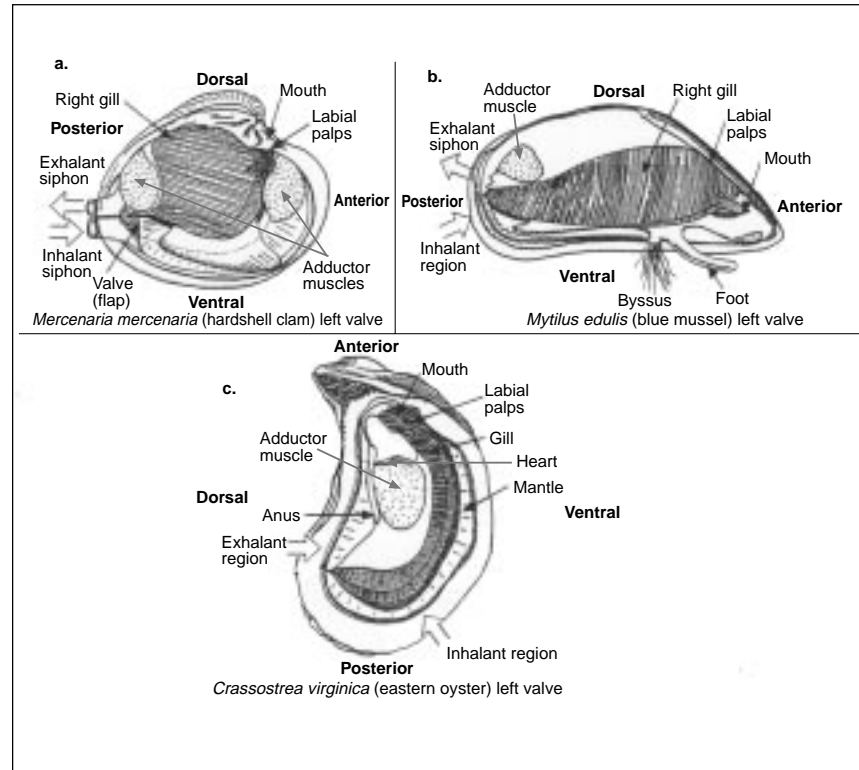 a.
Dorsal
Right gill
Mouth
Labial
palps
Posterior
Exhalant
siphon
Anterior
Inhalant
siphon
Valve
(flap)
Adductor
muscles
Ventral
Mercenaria mercenaria (hardshell clam) left valve
b.
Dorsal
Adductor
muscle
Right gill
Labial
palps
Exhalant
siphon
Mouth
Posterior
Anterior
Inhalant
region
Ventral
Byssus
Foot
Mytilus edulis (blue mussel) left valve
Anterior
c.
Mouth
Labial
palps
Adductor
muscle
Gill
Heart
Dorsal
Mantle
Anus
Ventral
Exhalant
region
Inhalant region
Posterior
Crassostrea virginica (eastern oyster) left valve